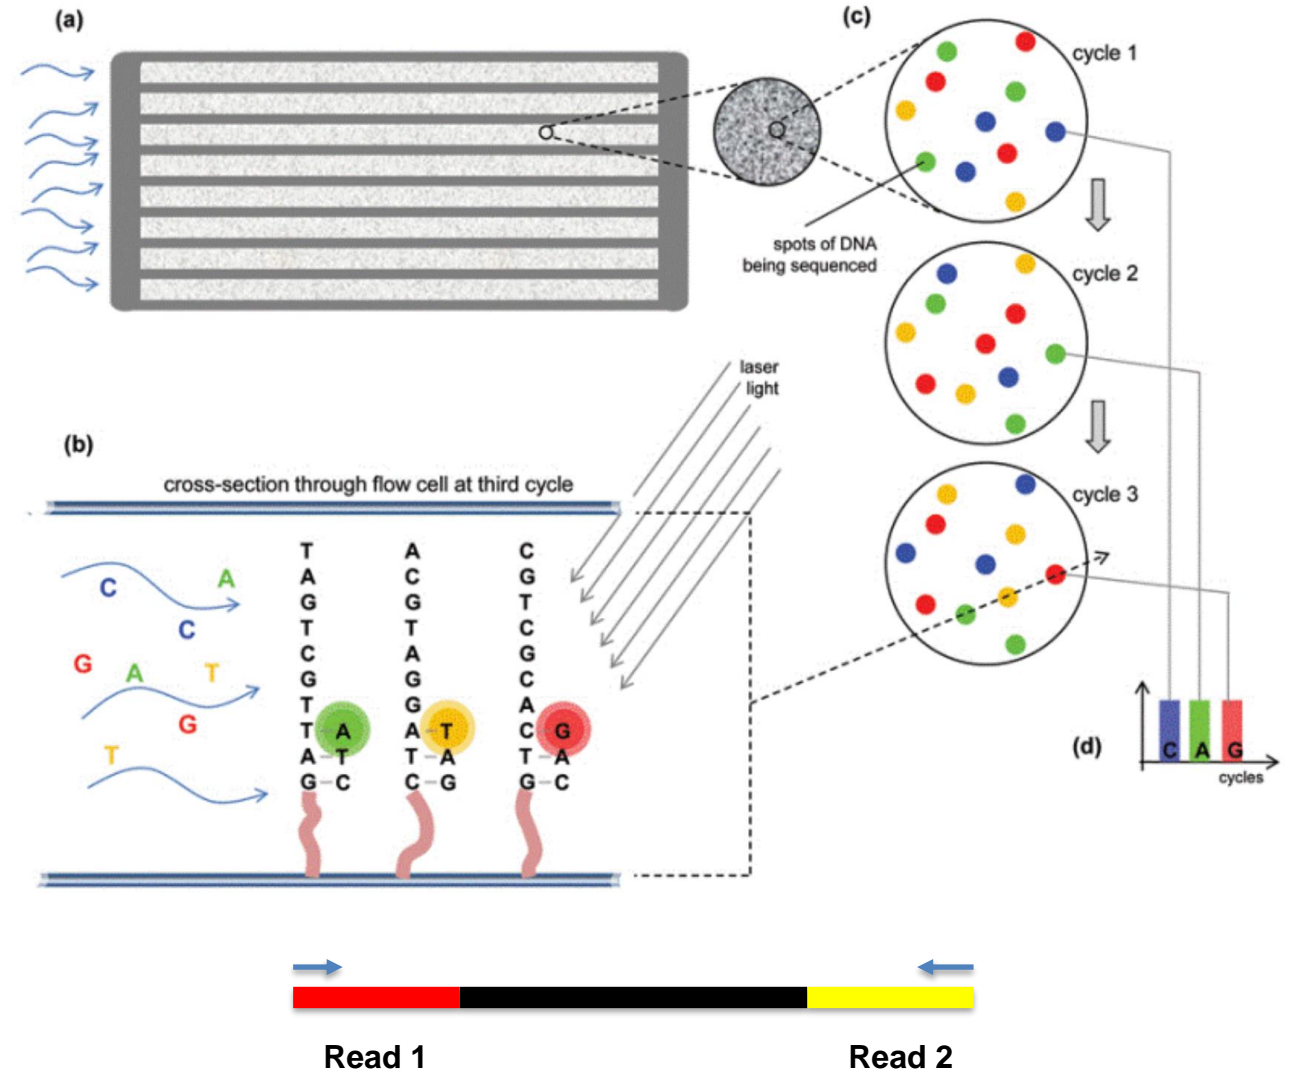 (a)
(c)
cycle 1
spots of DNA
being sequenced
cycle 2
cycle 3
laser
light
(b)
cross-section through flow cell at third cycle
C
A
C
G
A
T
G
T
T A C
A C G
G G T
T T C
C A G
G G C
T G A
T A A T C G
A T T A T A
G C C G G C
(d)
C A G
cycles
Read 1
Read 2